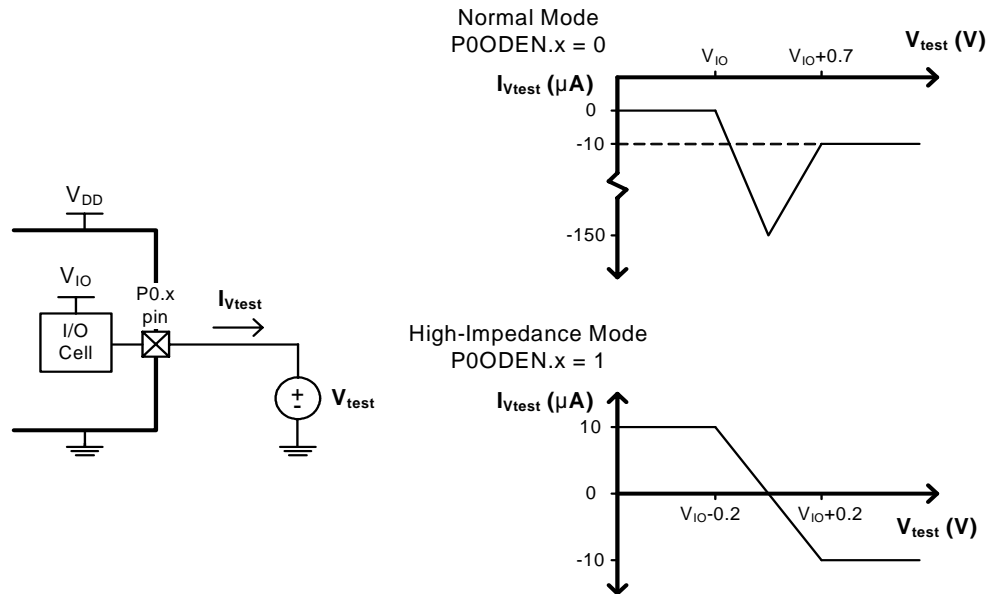 Normal Mode
P0ODEN.x = 0
V_test (V)
V_IO
V_IO+0.7
I_Vtest (µA)
0
-10
-150
V_DD
V_IO
P0.x
pin
I/O
Cell
I_Vtest
+
-
V_test
High-Impedance Mode
P0ODEN.x = 1
I_Vtest (µA)
10
0
V_IO-0.2
V_IO+0.2
V_test (V)
-10